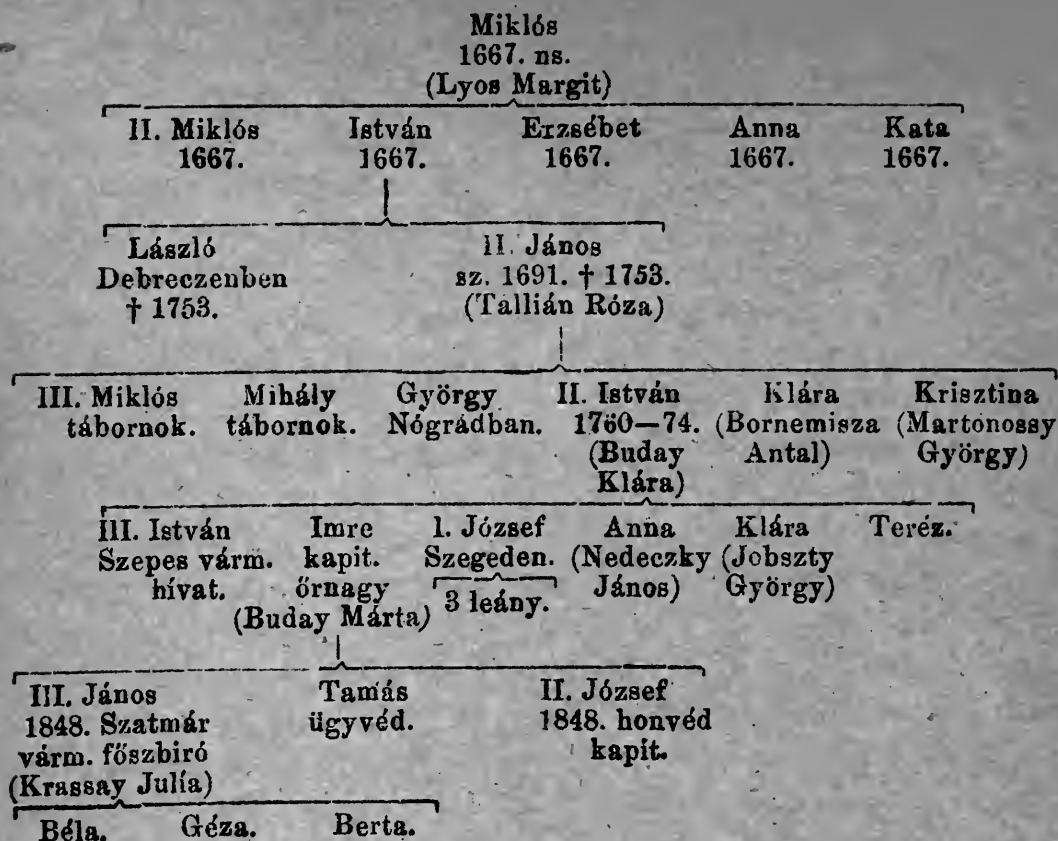 Miklós
1667. ns.
(Lyos Margit)
II. Miklós István Erzsébet Anna Kata
1667. 1667. 1667. 1667. 1667.
László II. János
Debreczenben sz. 1691. † 1753.
† 1753. (Tallián Róza)
III. Miklós Mihály György II. István Klára Krisztina
tábornok. tábornok. Nógrádban. 1760—74. (Bornemisza (Martonossy
(Buday Antal) György)
Klára)
III. István Imre I. József Anna Klára Teréz.
Szepes várm. kapit. Szegeden. (Nedeczky (Jobszty
hívat. őrnagy 3 leány. János) György)
(Buday Márta)
III. János Tamás II. József
1848. Szatmár ügyvéd. 1848. honvéd
várm. főszbiró kapit.
(Krassay Julía)
Béla. Géza. Berta.